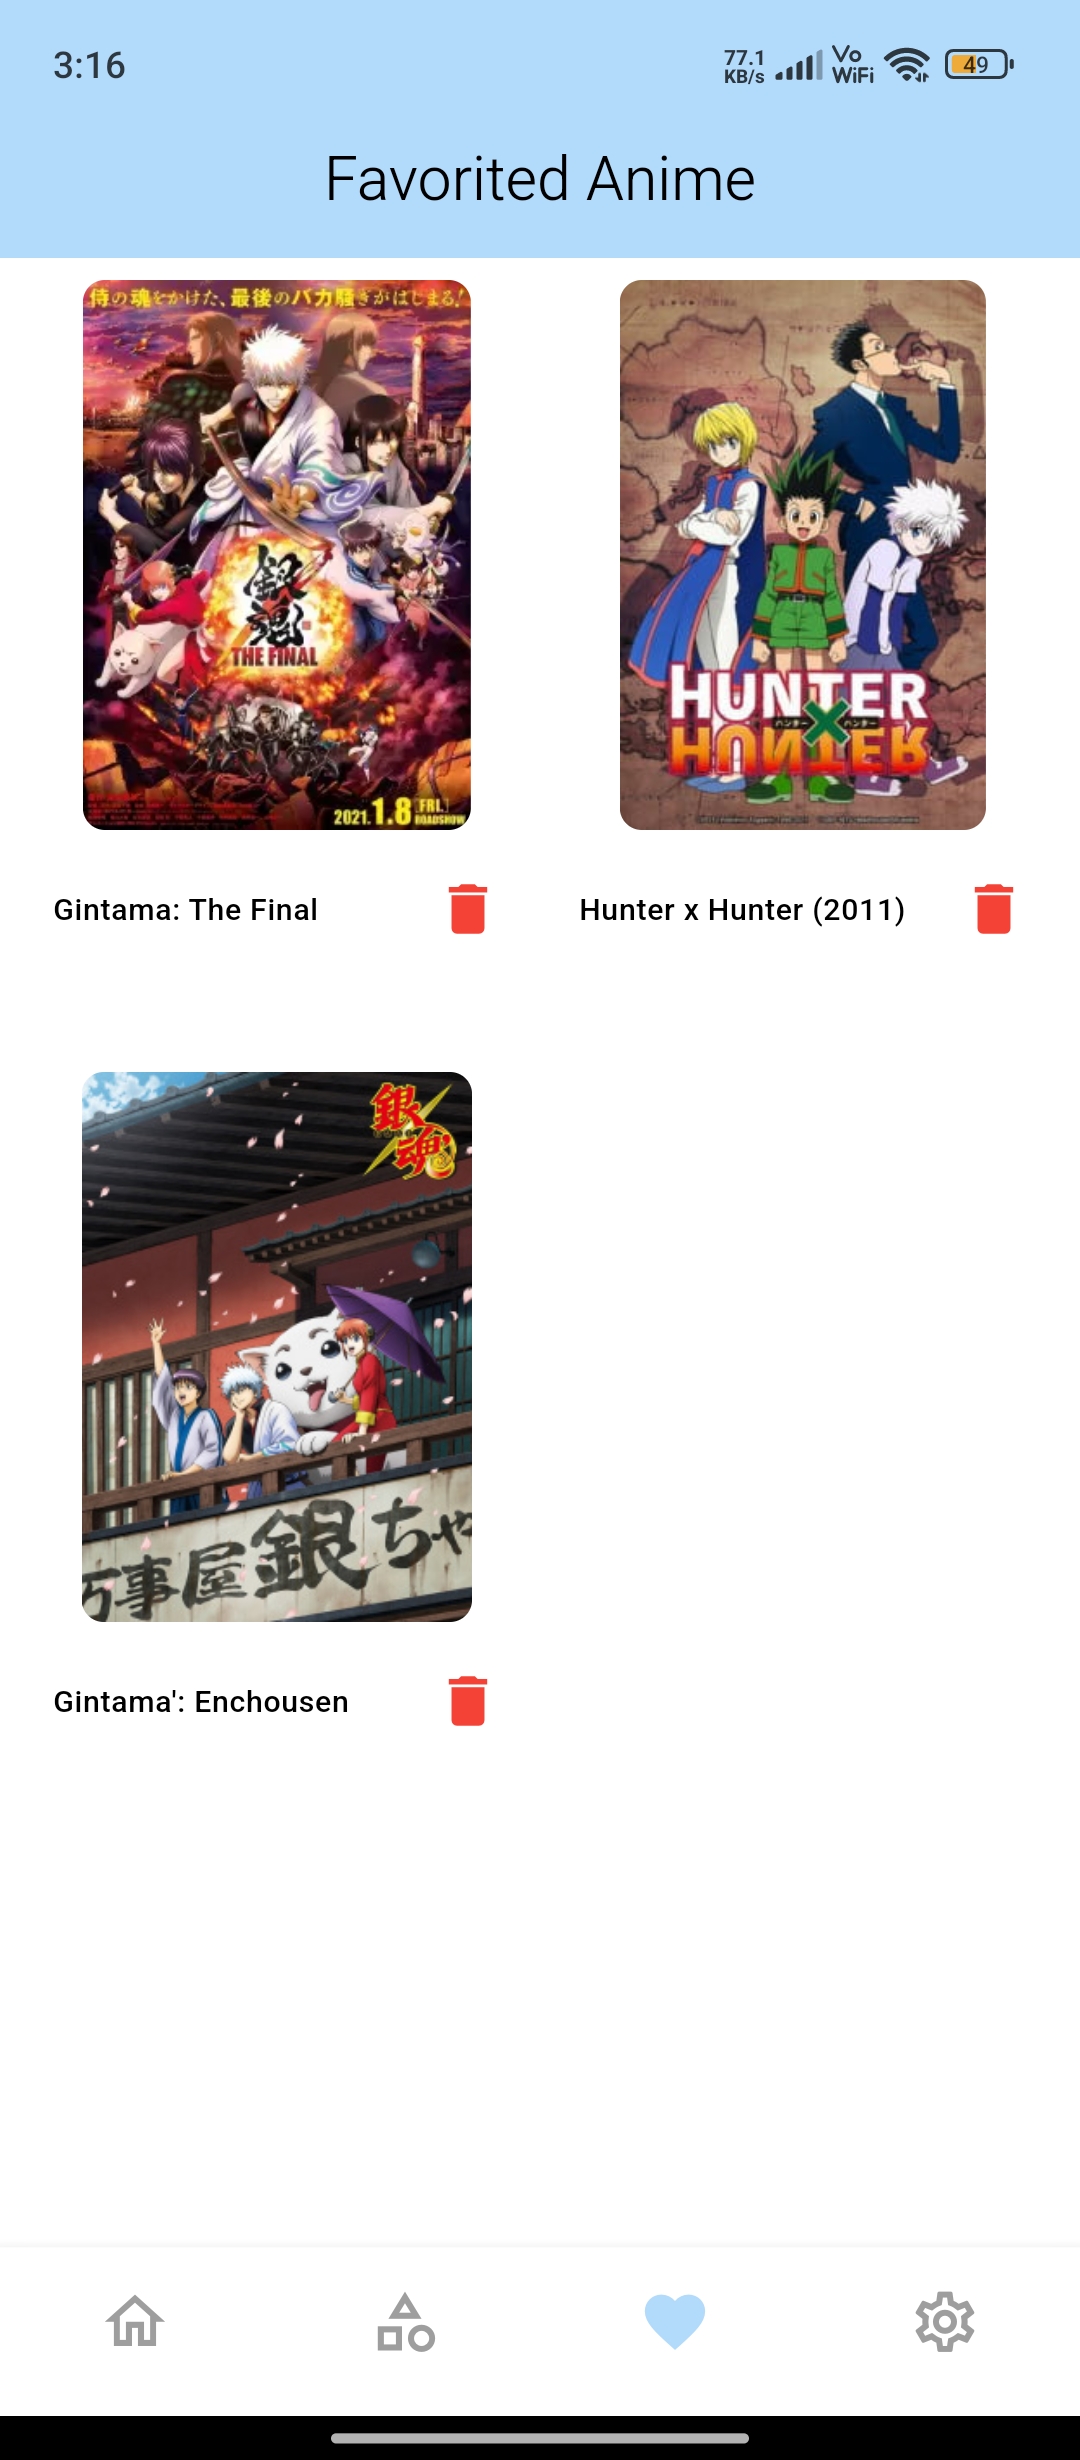 3:16
77.1
KB/s
Vo
WiFi
49
Favorited Anime
侍の魂をかけた、最後のバカ騒ぎがはじまる!
銀魂
THE FINAL
2021.1.8 [FRI.]
ROADSHOW
HUNTER
ハンター×ハンター
HUNTER
Gintama: The Final
Hunter x Hunter (2011)
銀魂
万事屋銀ちゃ
Gintama': Enchousen